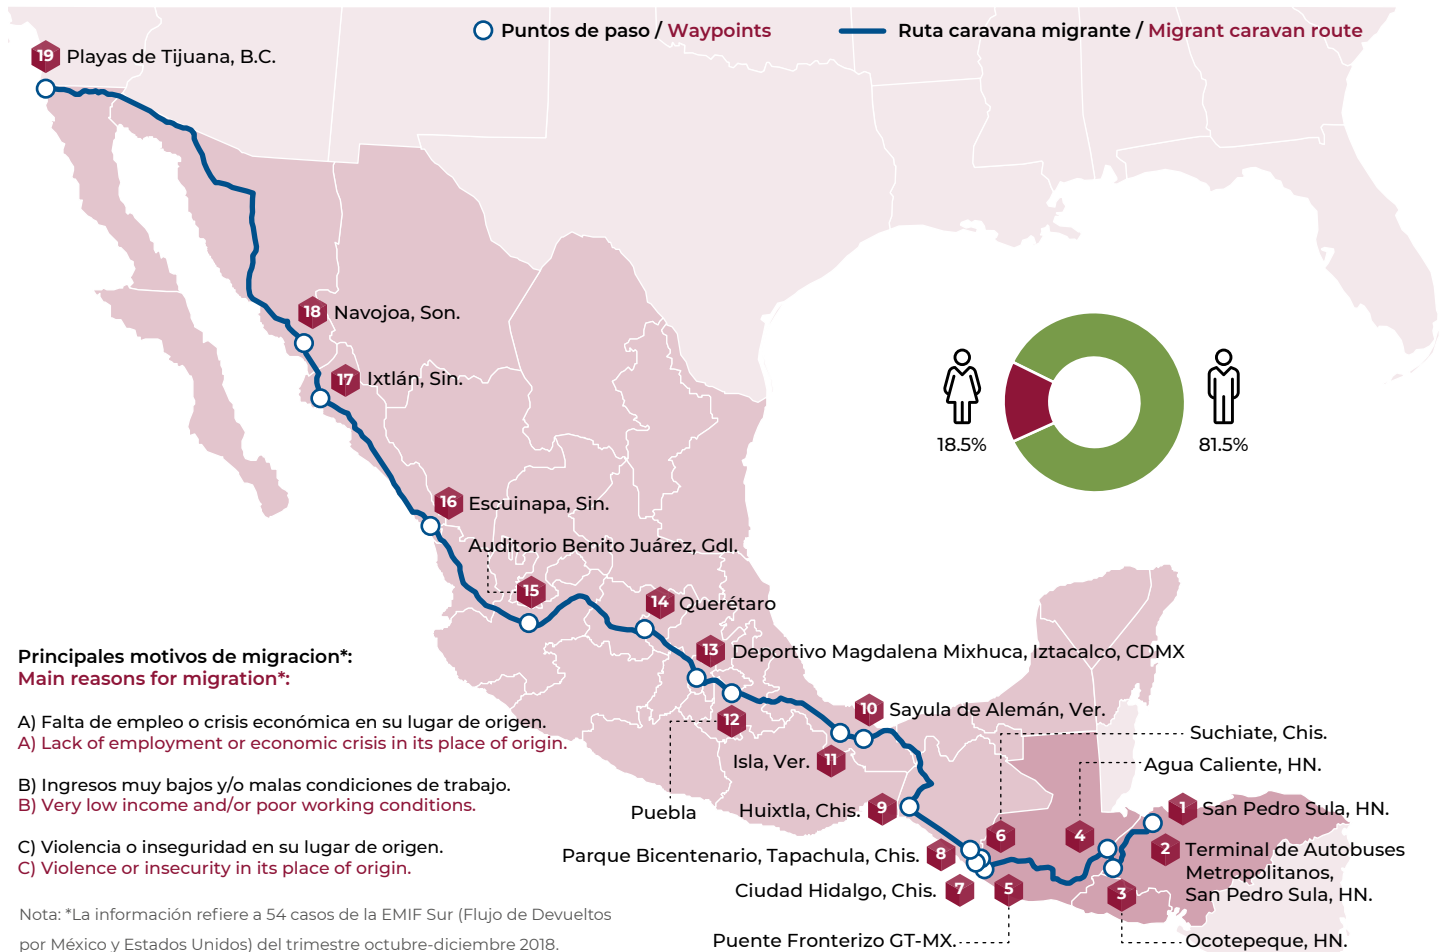 Puntos de paso / Waypoints
Ruta caravana migrante / Migrant caravan route
19 Playas de Tijuana, B.C.
18 Navojoa, Son.
17 Ixtlán, Sin.
18.5%
81.5%
16 Escuinapa, Sin.
Auditorio Benito Juárez, Gdl.
15
14 Querétaro
13 Deportivo Magdalena Mixhuca, Iztacalco, CDMX
12
Puebla
10 Sayula de Alemán, Ver.
Isla, Ver. 11
Huixtla, Chis. 9
Suchiate, Chis.
6
Agua Caliente, HN.
4
1 San Pedro Sula, HN.
2 Terminal de Autobuses
Metropolitanos,
San Pedro Sula, HN.
Parque Bicentenario, Tapachula, Chis. 8
Ciudad Hidalgo, Chis. 7
5
Puente Fronterizo GT-MX.
3
Ocotepeque, HN.
Principales motivos de migracion*:
Main reasons for migration*:
A) Falta de empleo o crisis económica en su lugar de origen.
A) Lack of employment or economic crisis in its place of origin.
B) Ingresos muy bajos y/o malas condiciones de trabajo.
B) Very low income and/or poor working conditions.
C) Violencia o inseguridad en su lugar de origen.
C) Violence or insecurity in its place of origin.
Nota: *La información refiere a 54 casos de la EMIF Sur (Flujo de Devueltos
por México y Estados Unidos) del trimestre octubre-diciembre 2018.